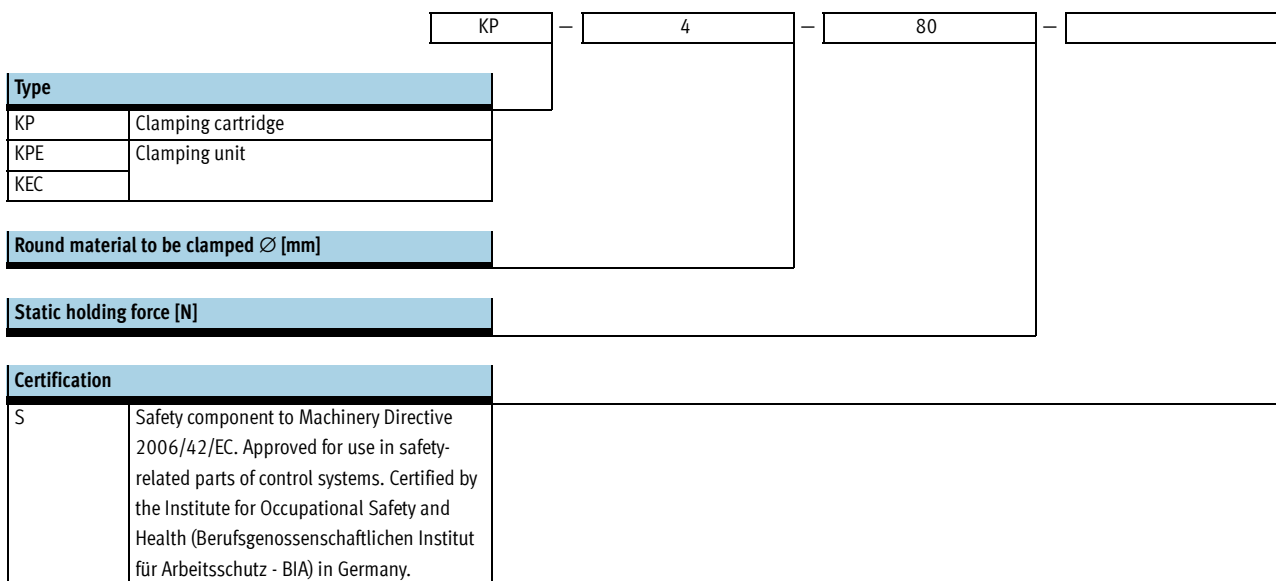 KP – 4 – 80 –
Type
KP Clamping cartridge
KPE Clamping unit
KEC
Round material to be clamped ∅ [mm]
Static holding force [N]
Certification
S Safety component to Machinery Directive
2006/42/EC. Approved for use in safety-
related parts of control systems. Certified by
the Institute for Occupational Safety and
Health (Berufsgenossenschaftlichen Institut
für Arbeitsschutz - BIA) in Germany.